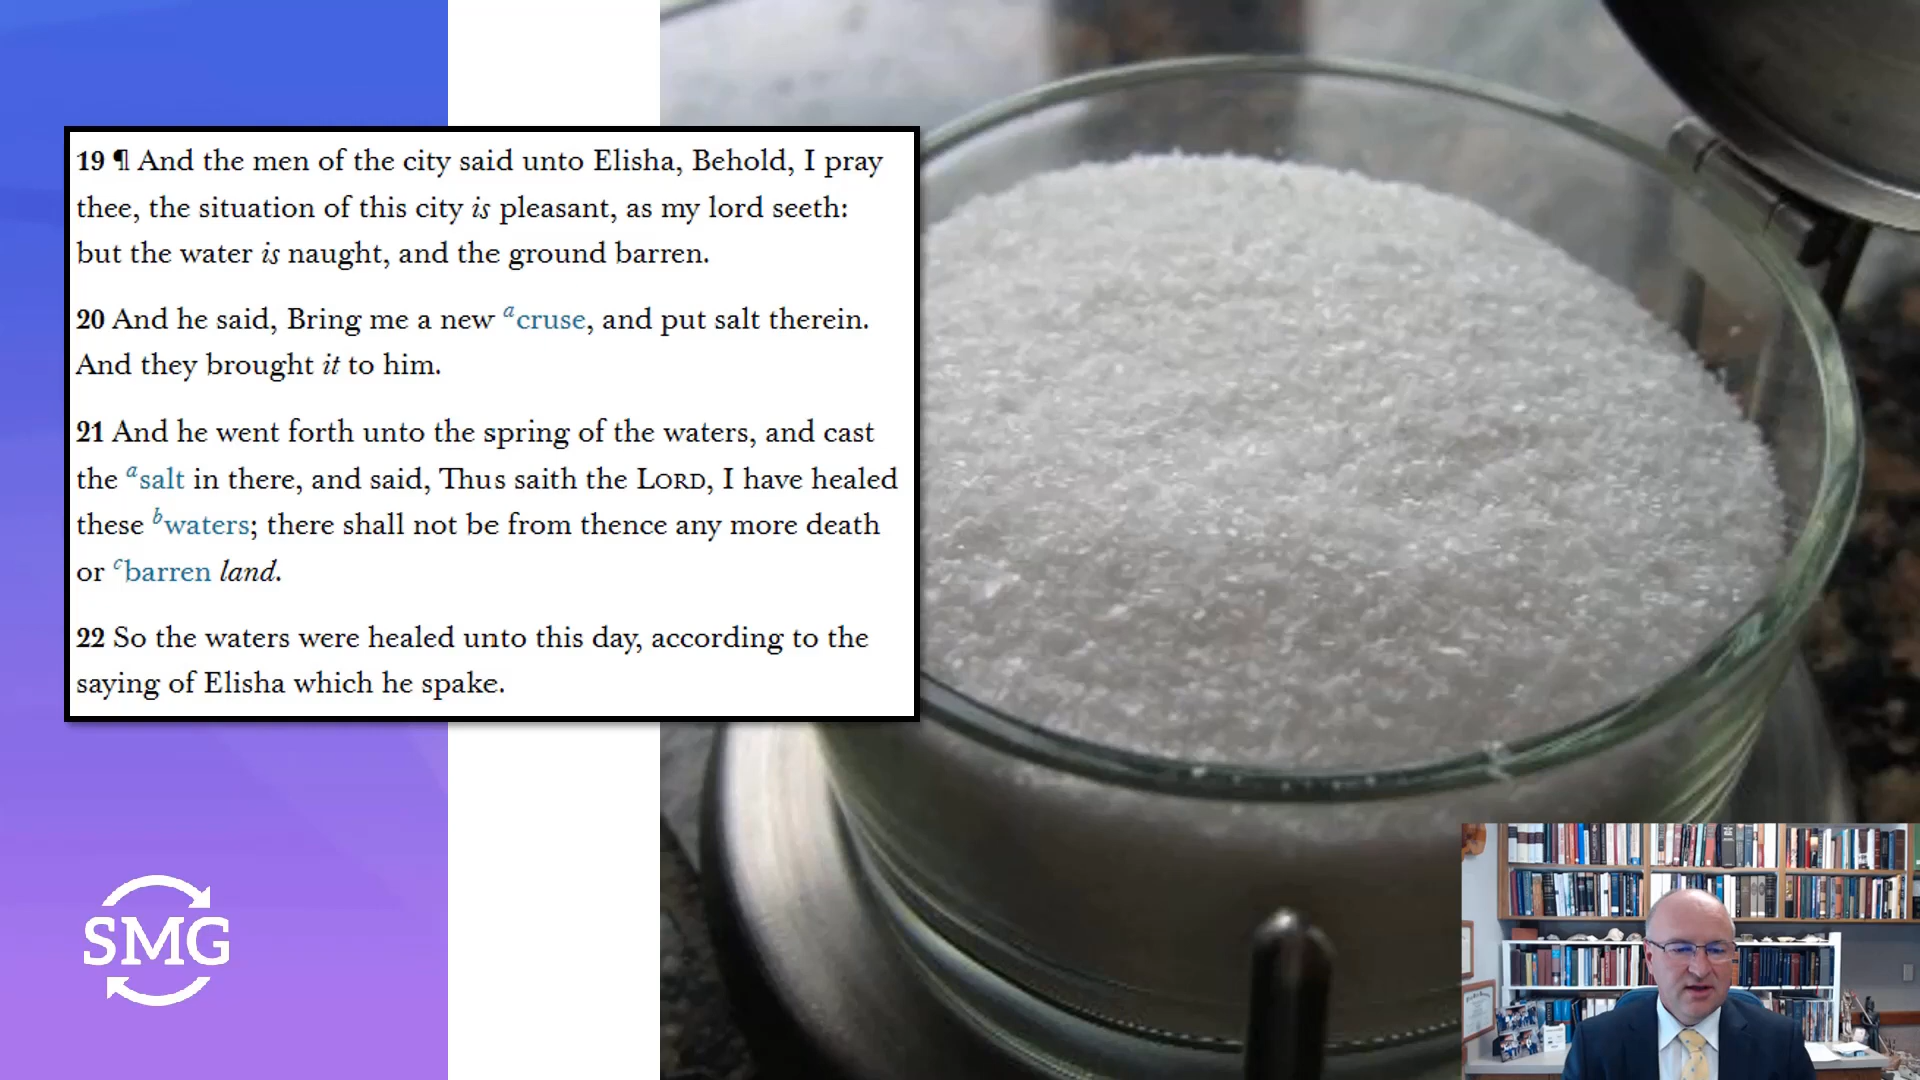 19 ¶ And the men of the city said unto Elisha, Behold, I pray
thee, the situation of this city is pleasant, as my lord seeth:
but the water is naught, and the ground barren.
20 And he said, Bring me a new a cruse, and put salt therein.
And they brought it to him.
21 And he went forth unto the spring of the waters, and cast
the a salt in there, and said, Thus saith the LORD, I have healed
these b waters; there shall not be from thence any more death
or c barren land.
22 So the waters were healed unto this day, according to the
saying of Elisha which he spake.
SMG